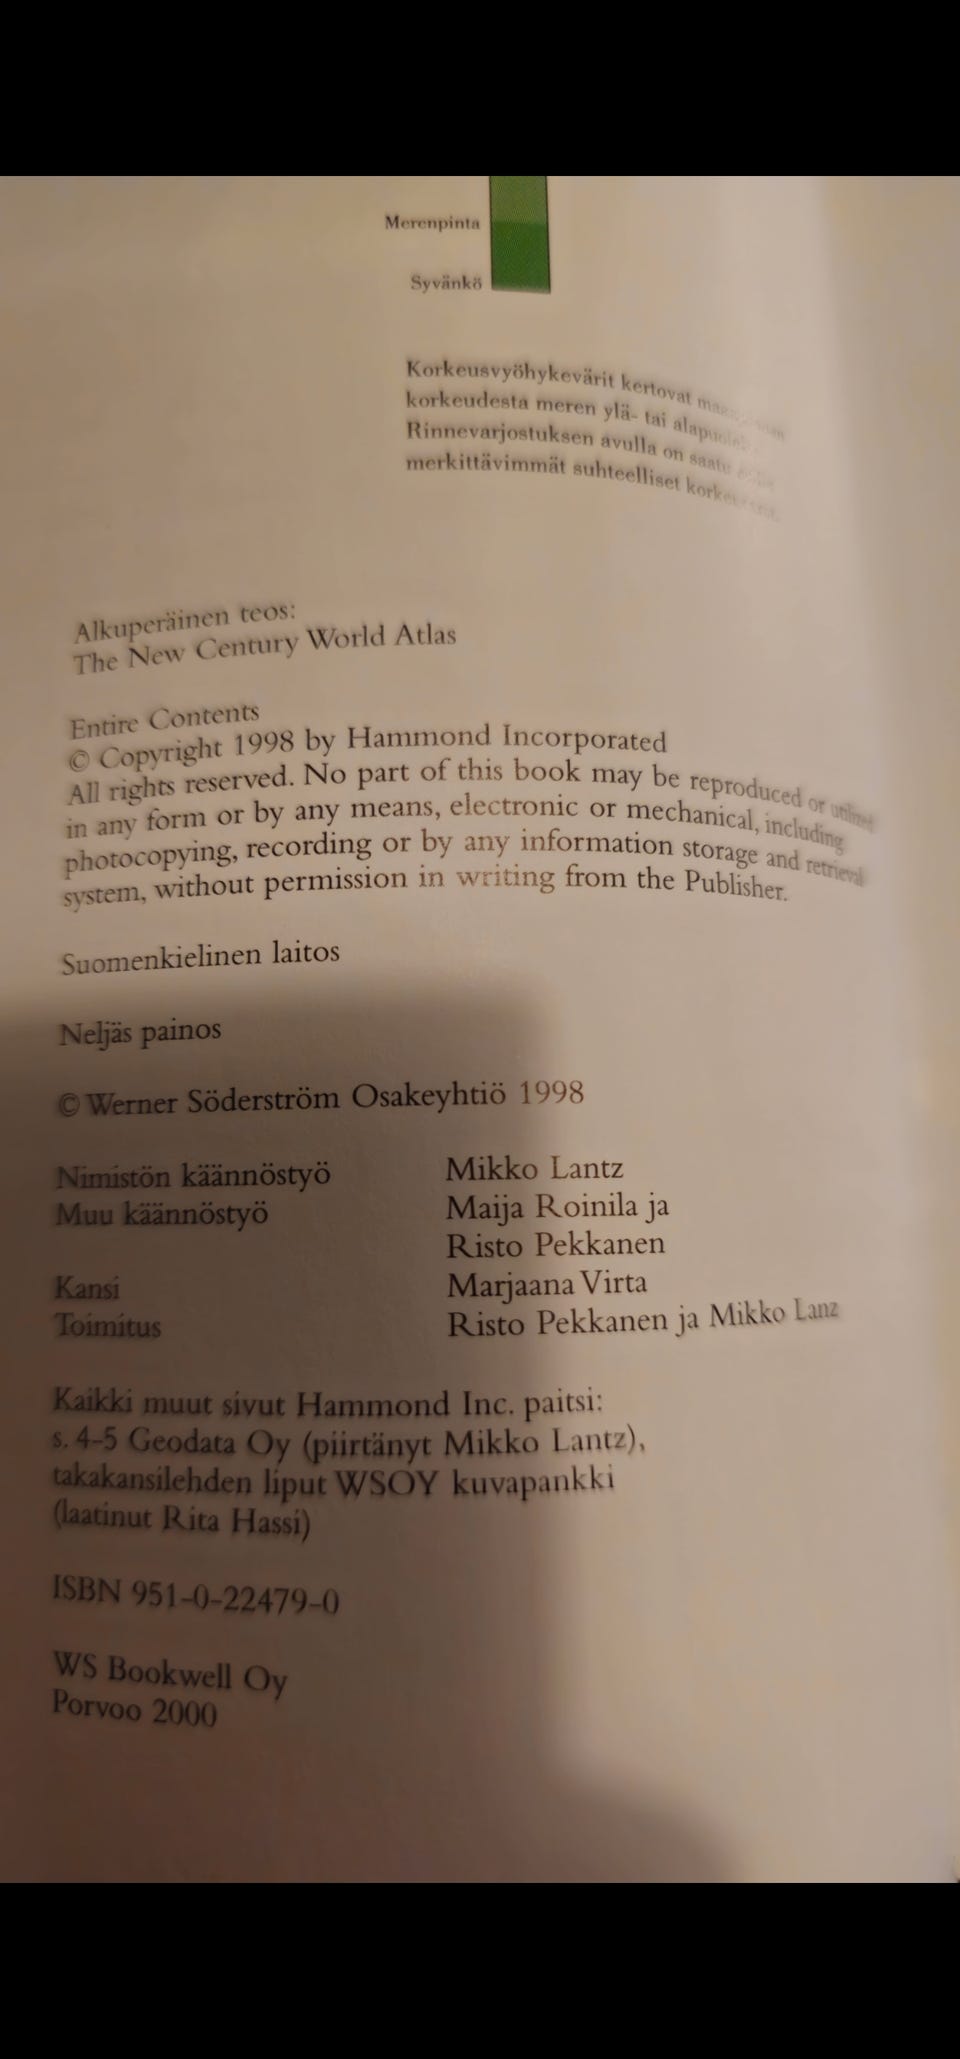 Merenpinta
Syvänkö
Korkeusvyöhykevärit kertovat
korkeudesta meren ylä- tai
Rinnevarjostuksen avulla on saatu
merkittävimmät suhteelliset
Alkuperäinen teos:
The New Century World Atlas
Entire Contents
© Copyright 1998 by Hammond Incorporated
All rights reserved. No part of this book may be reproduced or utilized
in any form or by any means, electronic or mechanical, including
photocopying, recording or by any information storage and retrieval
system, without permission in writing from the Publisher.
Suomenkielinen laitos
Neljäs painos
© Werner Söderström Osakeyhtiö 1998
Nimistön käännöstyö Mikko Lantz
Muu käännöstyö Maija Roinila ja
Risto Pekkanen
Kansi Marjaana Virta
Toimitus Risto Pekkanen ja Mikko Lanz
Kaikki muut sivut Hammond Inc. paitsi:
s. 4-5 Geodata Oy (piirtänyt Mikko Lantz),
takakansilehden liput WSOY kuvapankki
(laatinut Rita Hassi)
ISBN 951-0-22479-0
WS Bookwell Oy
Porvoo 2000